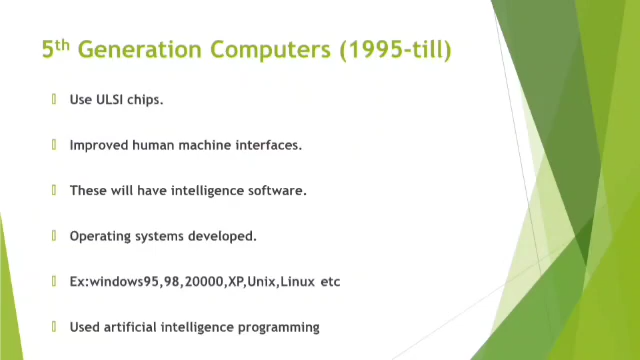 5th Generation Computers (1995-till)
Use ULSI chips.
Improved human machine interfaces.
These will have intelligence software.
Operating systems developed.
Ex:windows95,98,20000,XP,Unix,Linux etc
Used artificial intelligence programming